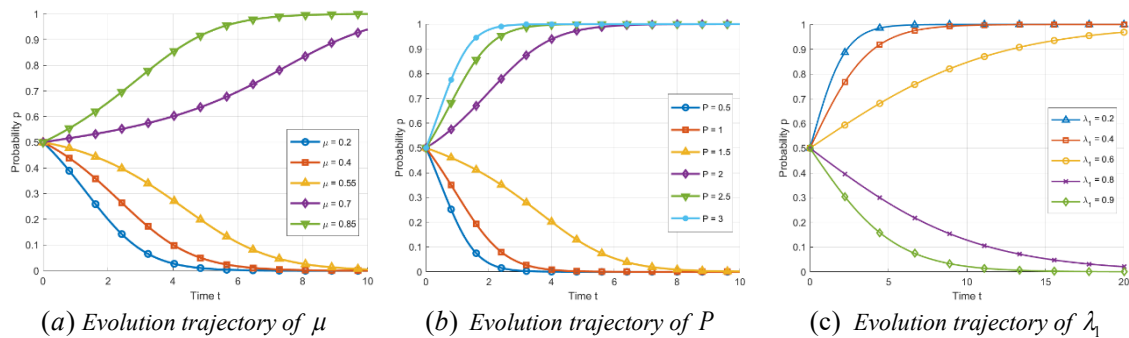 1
0.9
0.8
0.7
0.6
0.5
0.4
0.3
0.2
0.1
0
Probability p
0 2 4 6 8 10
Time t
μ = 0.2
μ = 0.4
μ = 0.55
μ = 0.7
μ = 0.85
(a) Evolution trajectory of μ
1
0.9
0.8
0.7
0.6
0.5
0.4
0.3
0.2
0.1
0
Probability p
0 2 4 6 8 10
Time t
P = 0.5
P = 1
P = 1.5
P = 2
P = 2.5
P = 3
(b) Evolution trajectory of P
1
0.9
0.8
0.7
0.6
0.5
0.4
0.3
0.2
0.1
0
Probability p
0 5 10 15 20
Time t
λ₁ = 0.2
λ₁ = 0.4
λ₁ = 0.6
λ₁ = 0.8
λ₁ = 0.9
(c) Evolution trajectory of λ₁